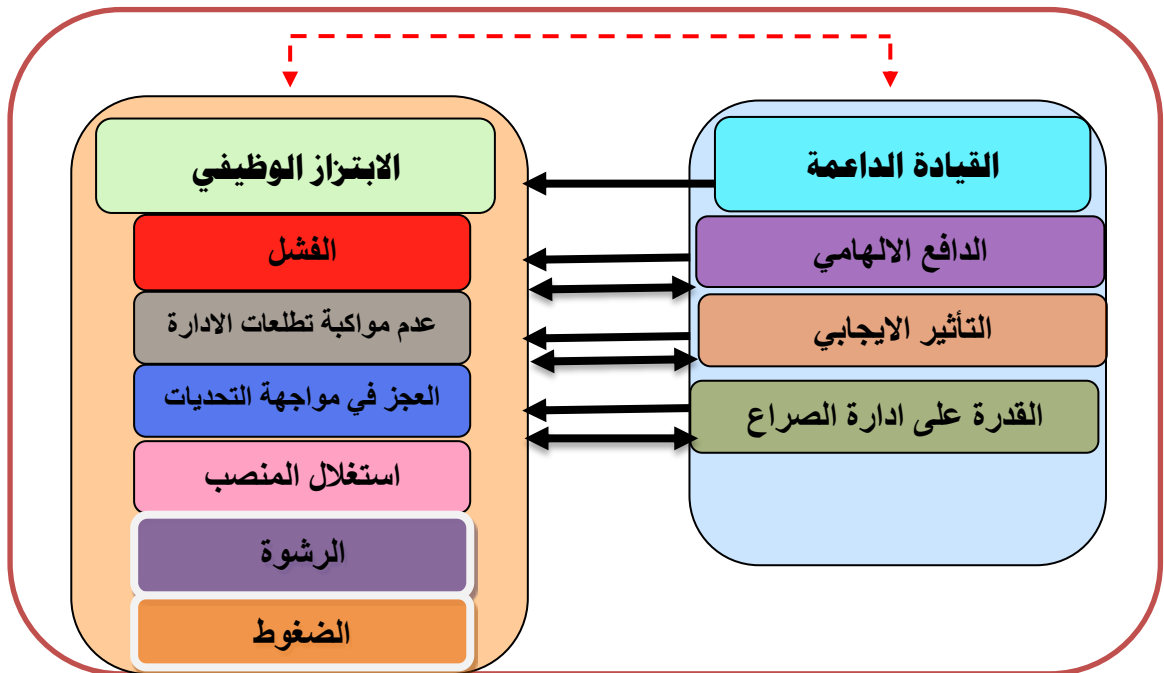 القيادة الداعمة
الدافع الالهامي
التأثير الايجابي
القدرة على ادارة الصراع
الابتزاز الوظيفي
الفشل
عدم مواكبة تطلعات الادارة
العجز في مواجهة التحديات
استغلال المنصب
الرشوة
الضغوط